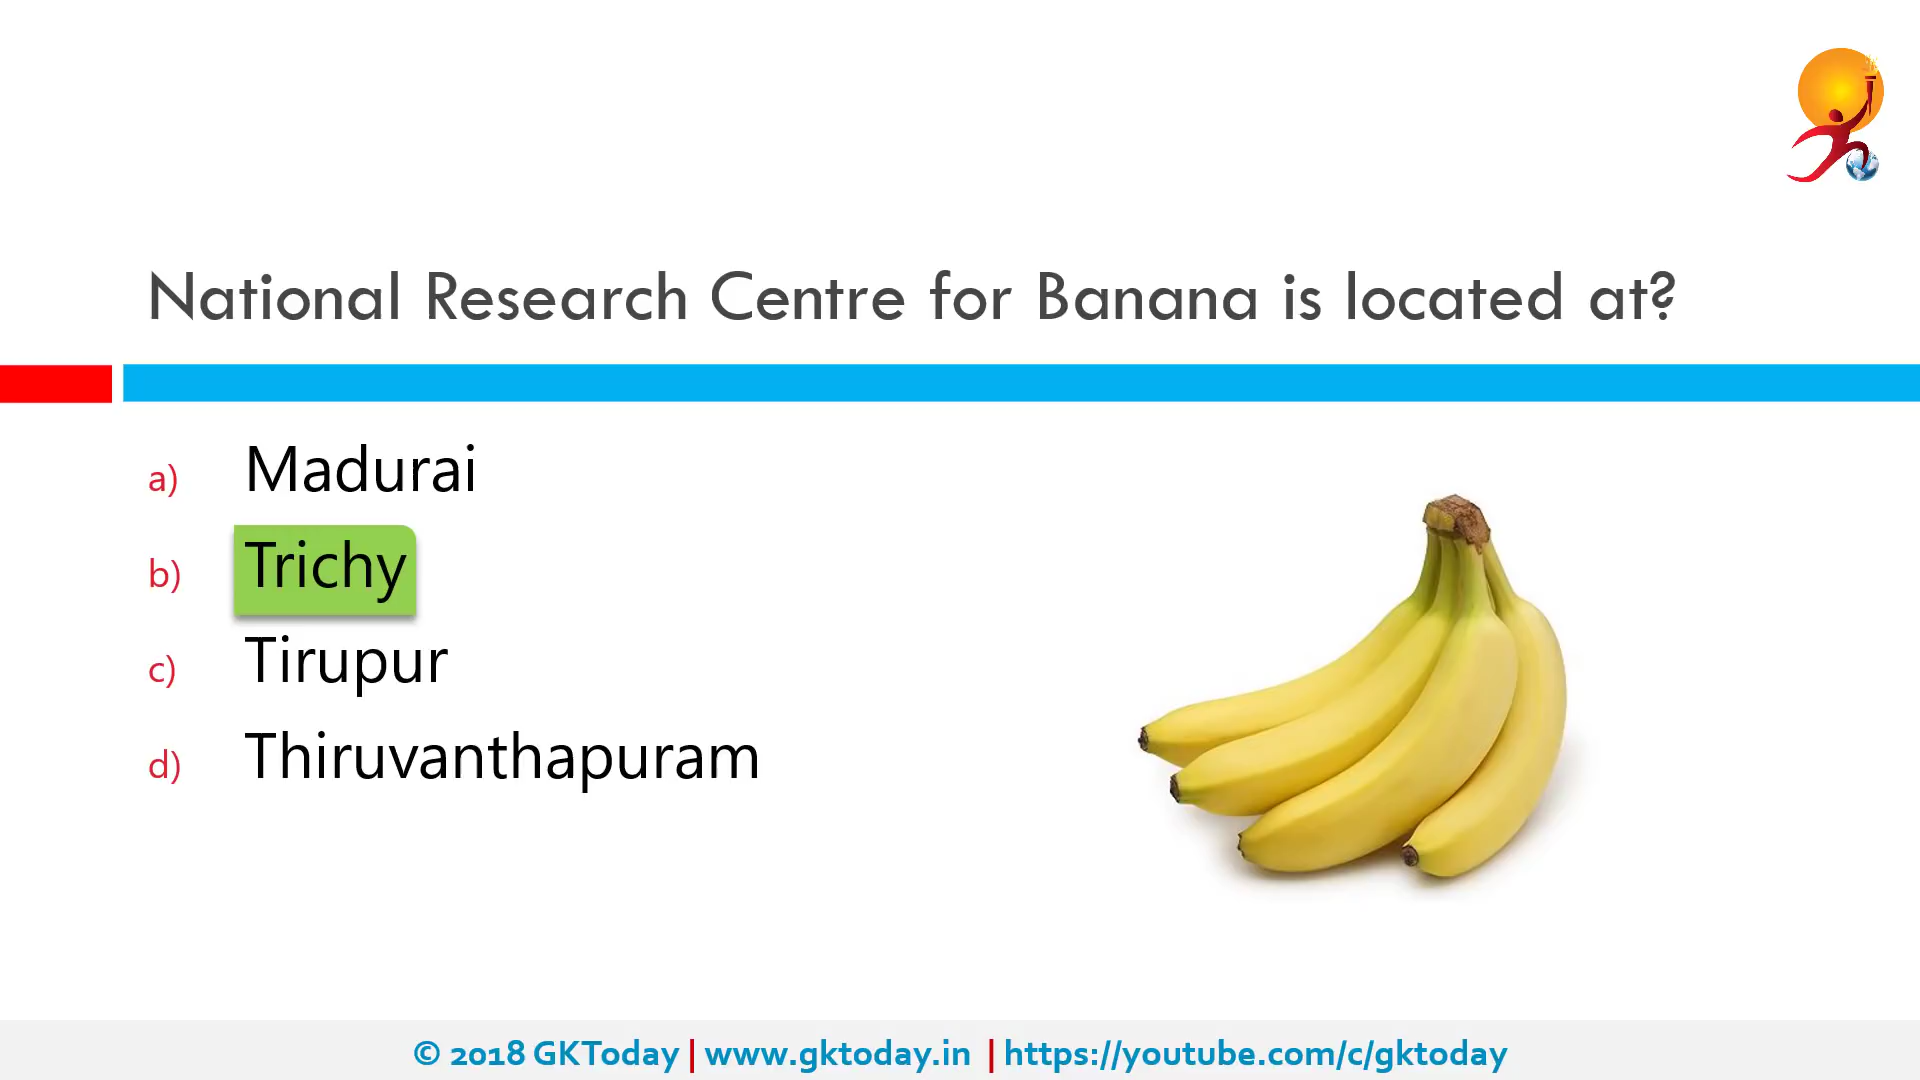 National Research Centre for Banana is located at?
a) Madurai
b) Trichy
c) Tirupur
d) Thiruvanthapuram
© 2018 GKToday | www.gktoday.in | https://youtube.com/c/gktoday